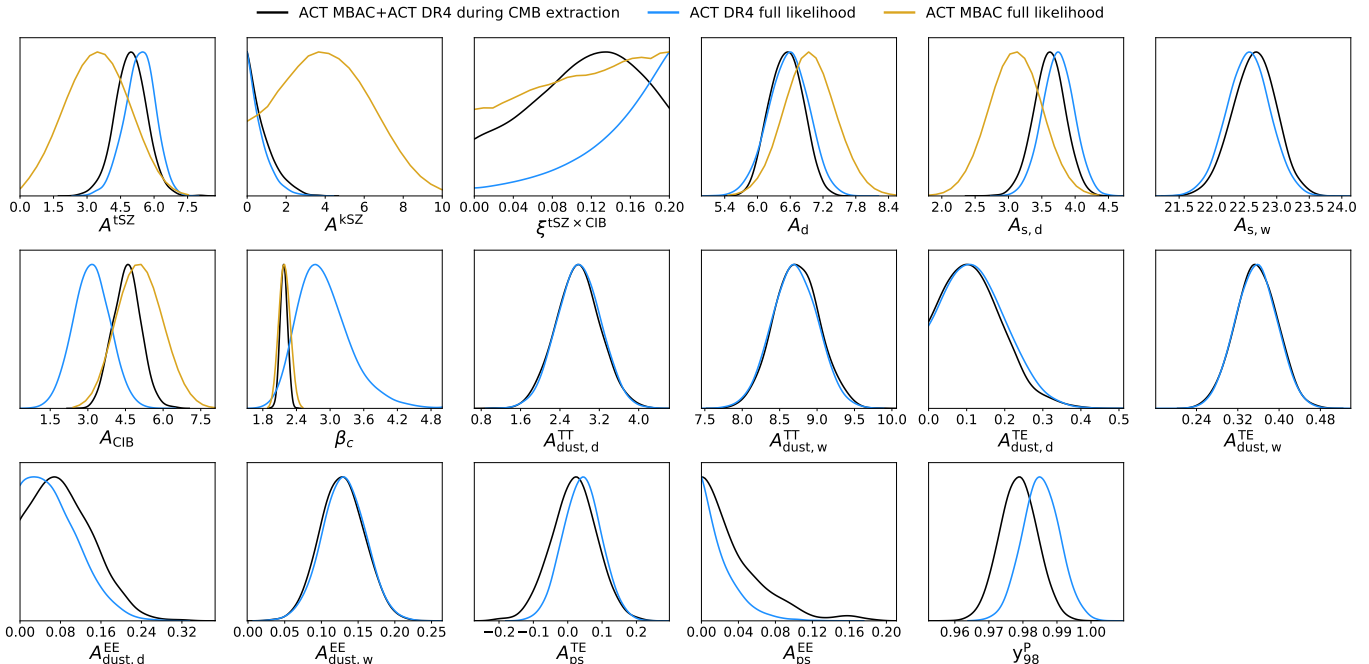 ACT MBAC+ACT DR4 during CMB extraction ACT DR4 full likelihood ACT MBAC full likelihood
0.0 1.5 3.0 4.5 6.0 7.5 0 2 4 6 8 10 0.00 0.04 0.08 0.12 0.16 0.20 5.4 6.0 6.6 7.2 7.8 8.4 2.0 2.5 3.0 3.5 4.0 4.5 21.5 22.0 22.5 23.0 23.5 24.0
A^tSZ A^kSZ ξ^tSZ × CIB A_d A_s,d A_s,w
1.5 3.0 4.5 6.0 7.5 1.8 2.4 3.0 3.6 4.2 4.8 0.8 1.6 2.4 3.2 4.0 7.5 8.0 8.5 9.0 9.5 10.0 0.0 0.1 0.2 0.3 0.4 0.5 0.24 0.32 0.40 0.48
A_CIB β_c A^TT_dust, d A^TT_dust, w A^TE_dust, d A^TE_dust, w
0.00 0.08 0.16 0.24 0.32 0.00 0.05 0.10 0.15 0.20 0.25 −0.2 −0.1 0.0 0.1 0.2 0.00 0.04 0.08 0.12 0.16 0.20 0.96 0.97 0.98 0.99 1.00
A^EE_dust, d A^EE_dust, w A^TE_ps A^EE_ps y^P_98